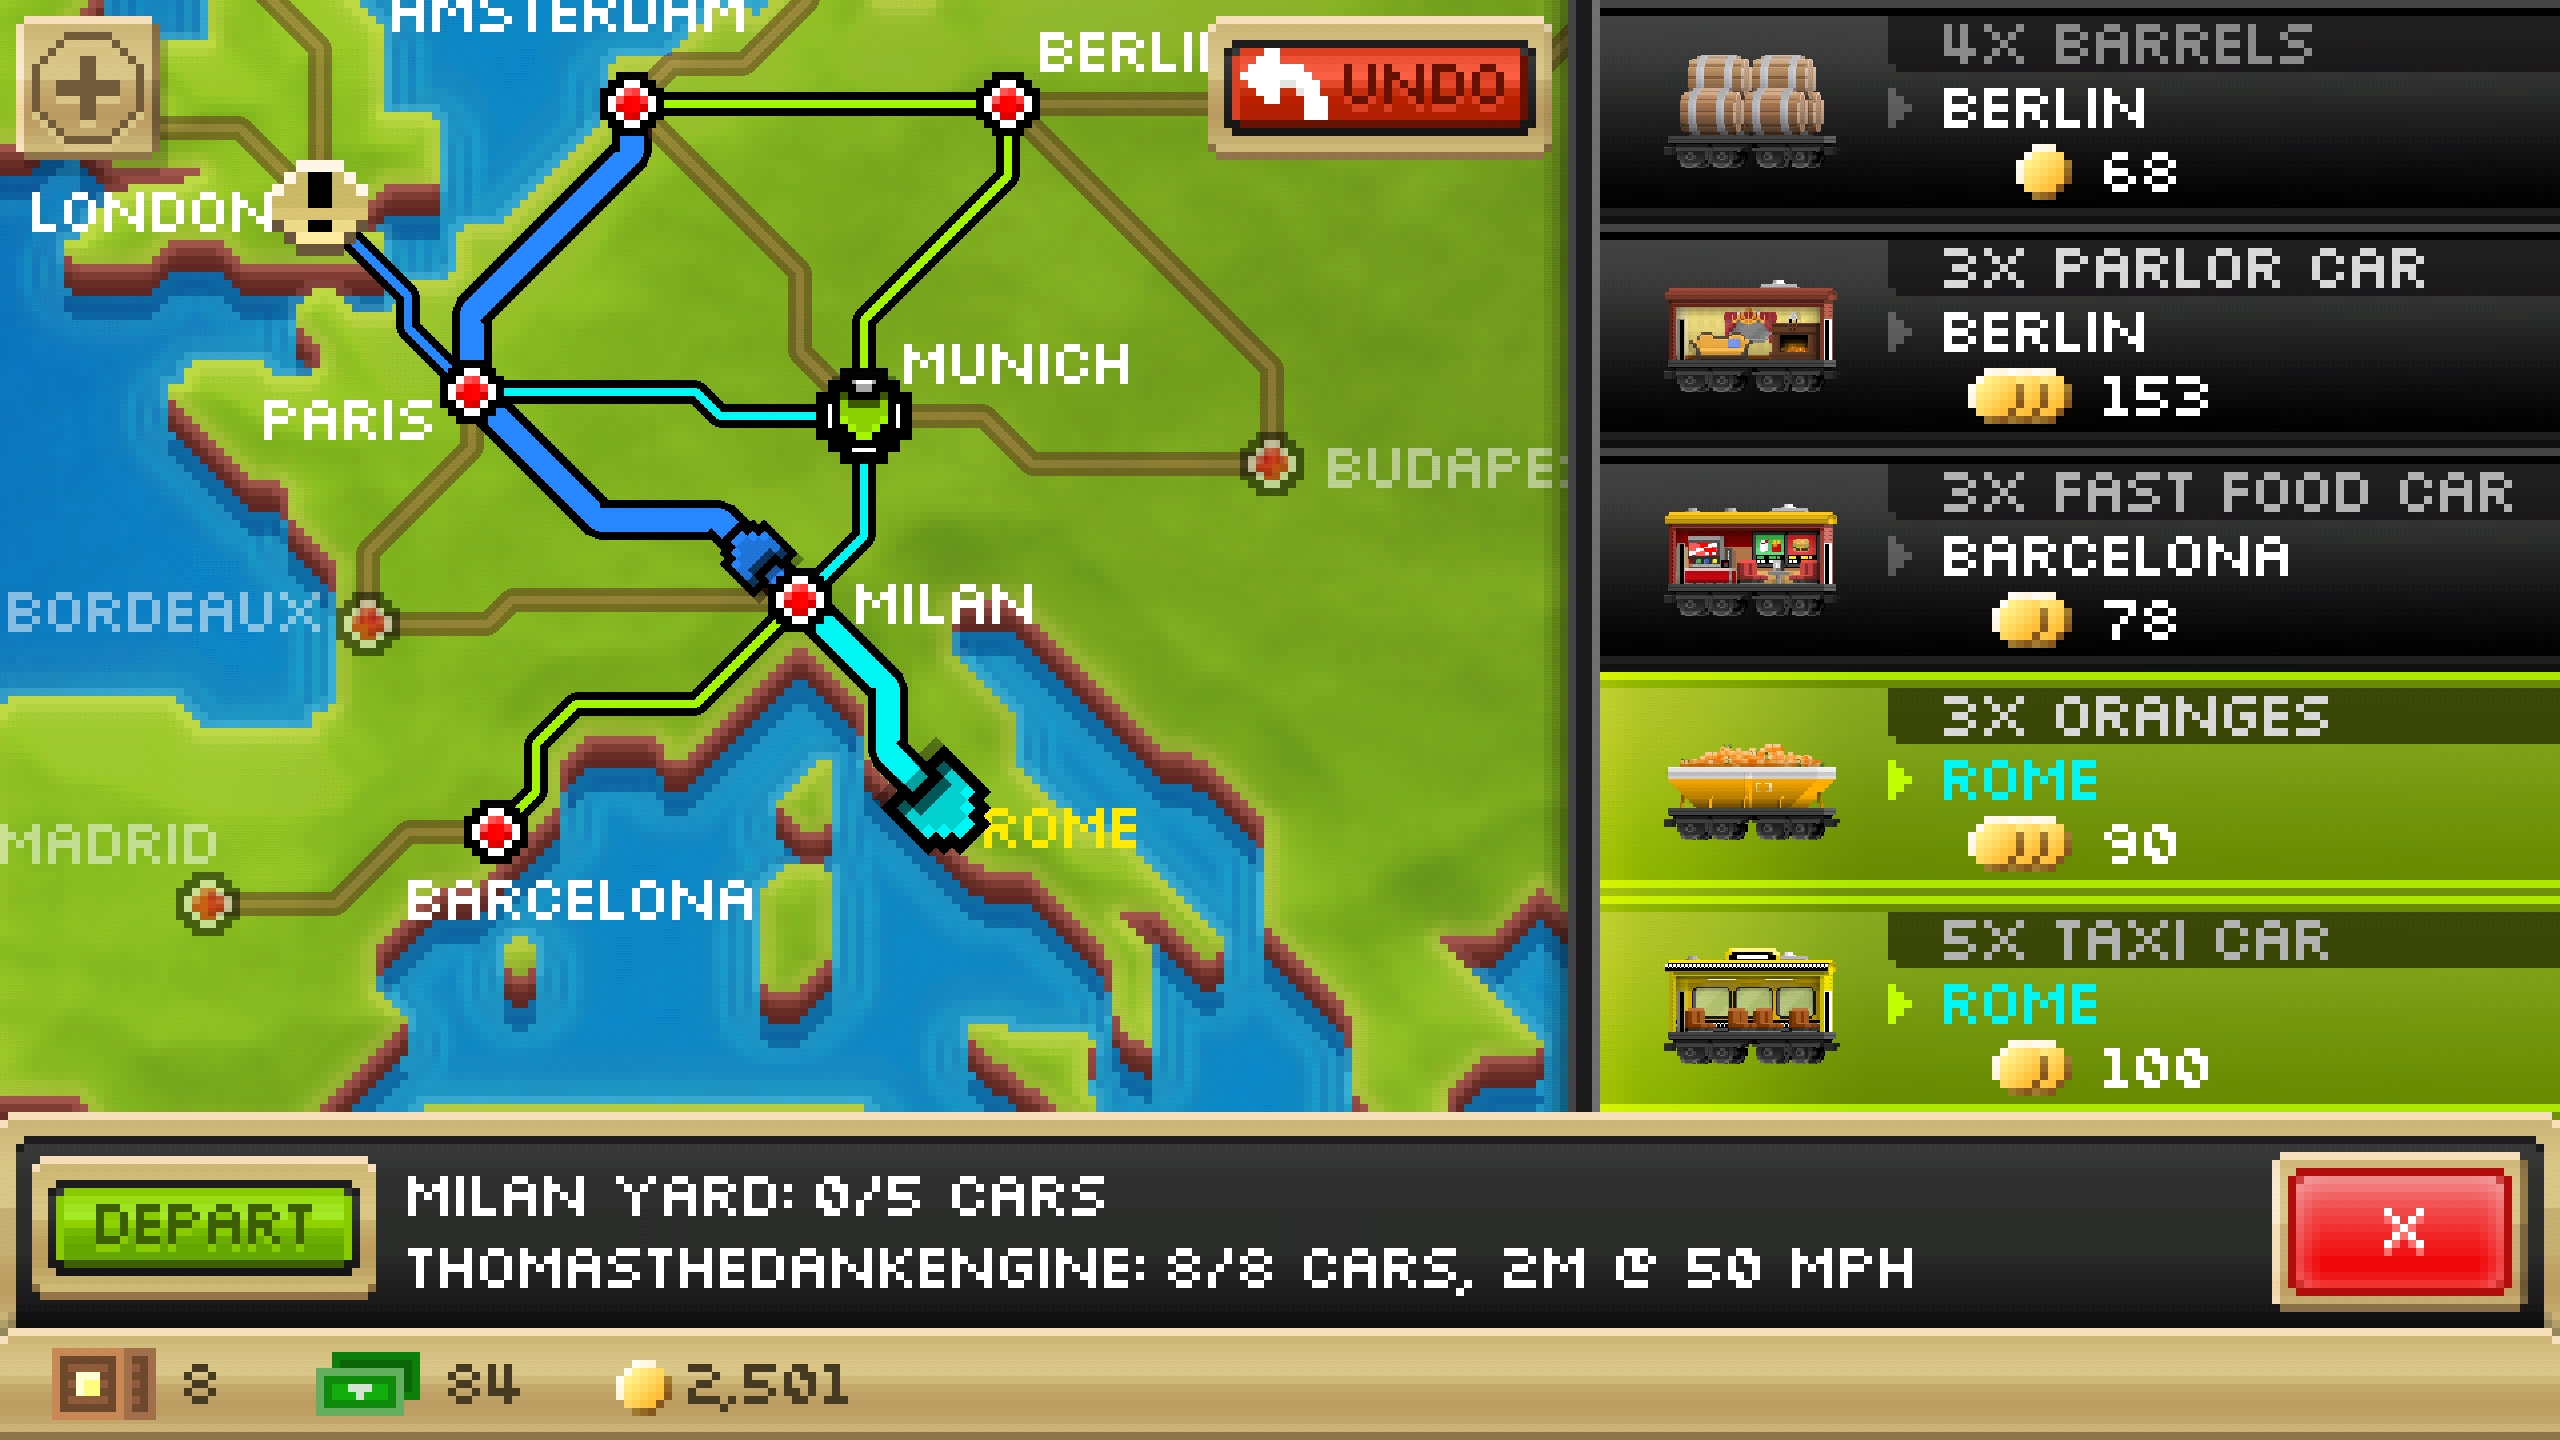 AMSTERDAM
BERLIN
UNDO
LONDON
MUNICH
PARIS
BORDEAUX
MILAN
MADRID
ROME
BARCELONA
4X BARRELS
BERLIN
68
3X PARLOR CAR
BERLIN
153
3X FAST FOOD CAR
BARCELONA
78
3X ORANGES
ROME
90
5X TAXI CAR
ROME
100
DEPART
MILAN YARD: 0/5 CARS
THOMASTHEDANKENGINE: 8/8 CARS, 2M @ 50 MPH
X
8
84
2,501